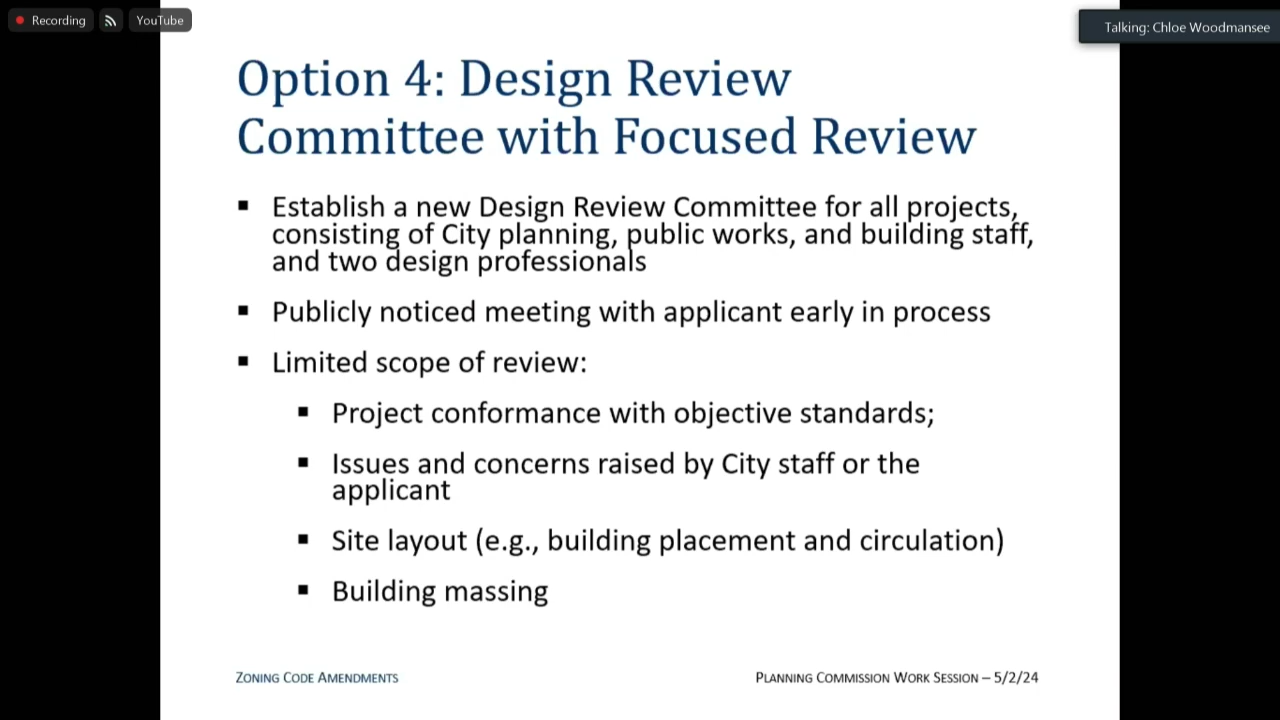 Recording
YouTube
Talking: Chloe Woodmansee
Option 4: Design Review
Committee with Focused Review
▪ Establish a new Design Review Committee for all projects,
consisting of City planning, public works, and building staff,
and two design professionals
▪ Publicly noticed meeting with applicant early in process
▪ Limited scope of review:
▪ Project conformance with objective standards;
▪ Issues and concerns raised by City staff or the
applicant
▪ Site layout (e.g., building placement and circulation)
▪ Building massing
ZONING CODE AMENDMENTS
PLANNING COMMISSION WORK SESSION – 5/2/24